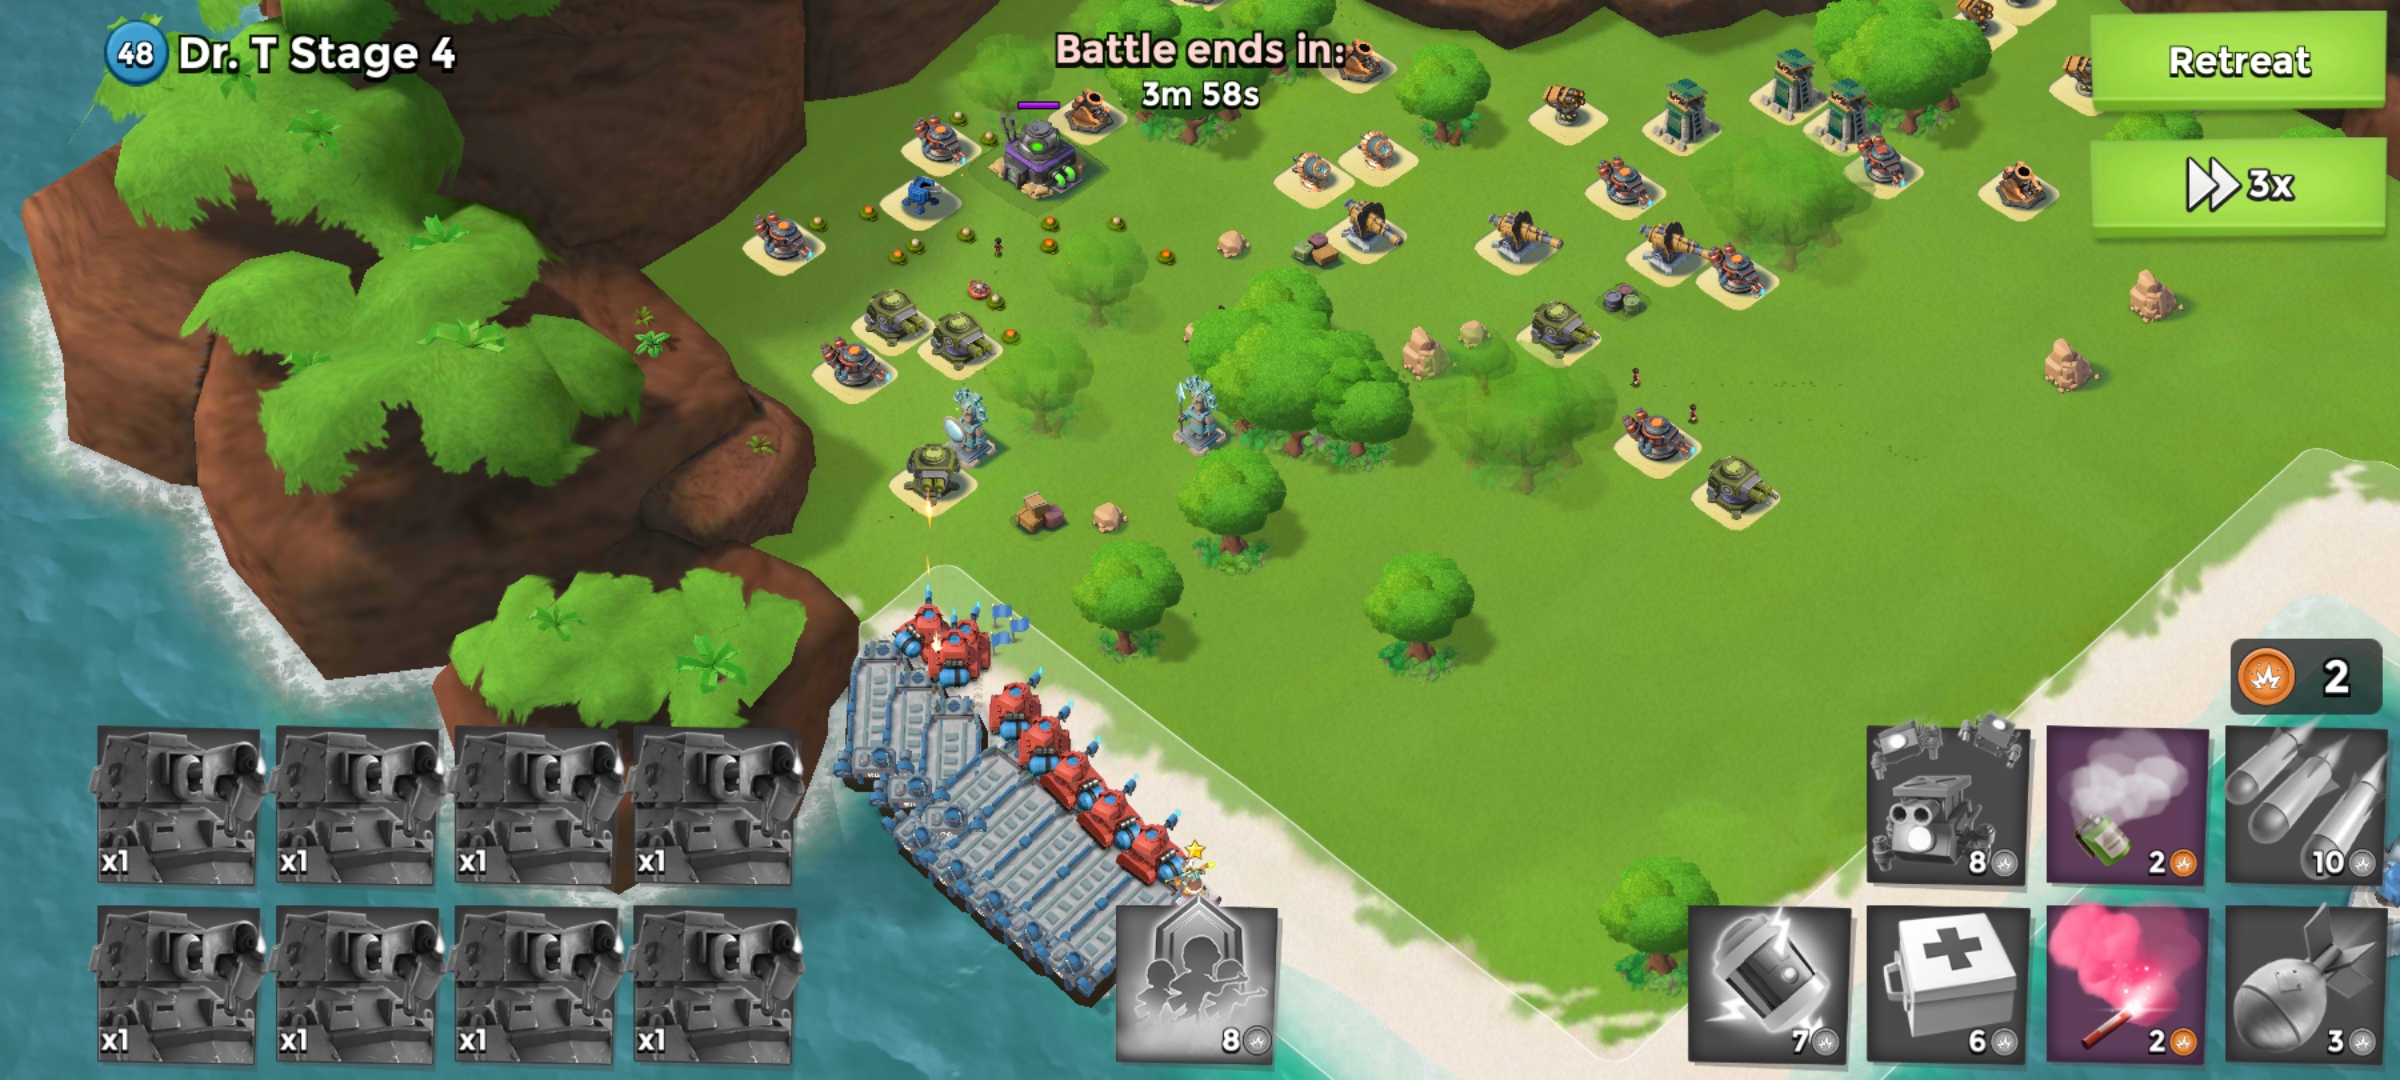 48 Dr. T Stage 4
Battle ends in:
3m 58s
Retreat
3x
2
8
2
10
x1
x1
x1
x1
x1
x1
x1
x1
8
7
6
2
3